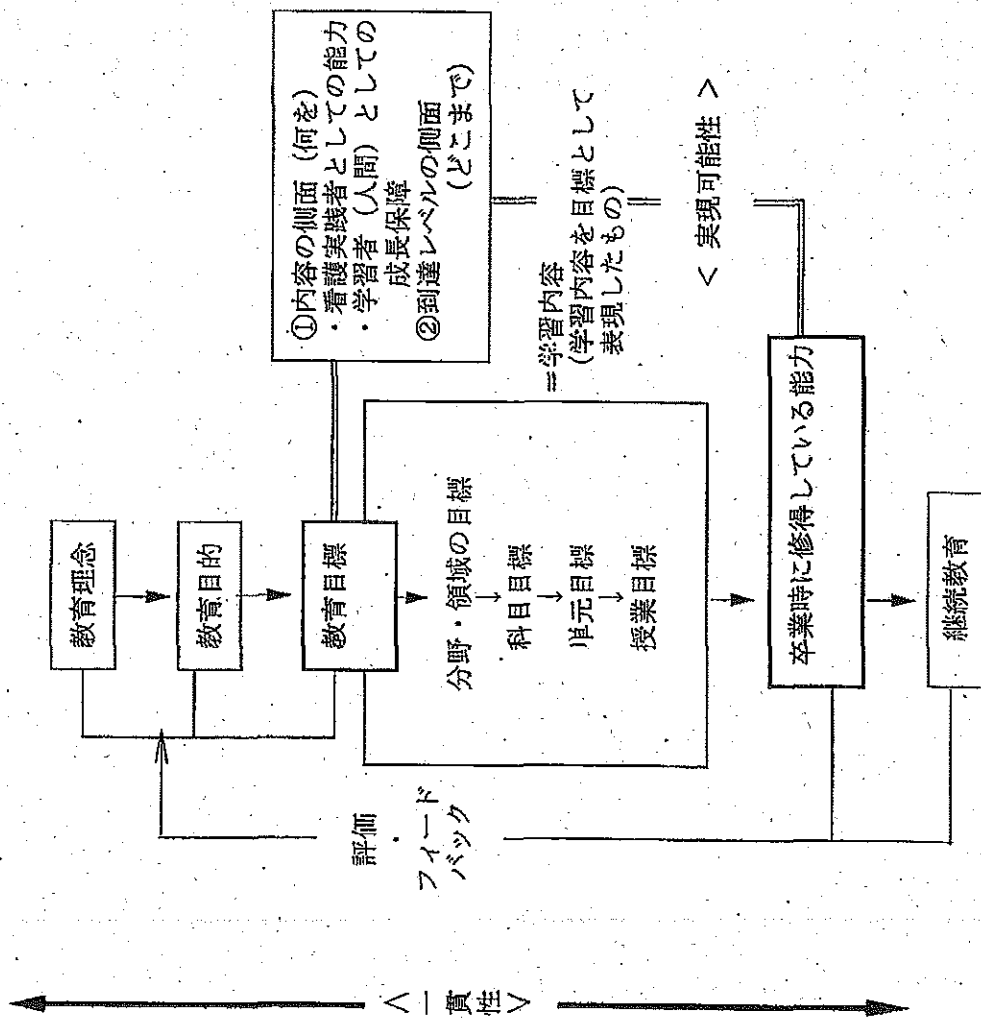 教育理念
教育目的
教育目標
①内容の側面（何を）
・看護実践者としての能力
・学習者（人間）としての
成長保障
②到達レベルの側面
（どこまで）
分野・領域の目標
科目目標
単元目標
授業目標
＝学習内容
（学習内容を目標として
表現したもの）
＜実現可能性＞
卒業時に修得している能力
継続教育
評価
・
フィード
バック
＜一貫性＞